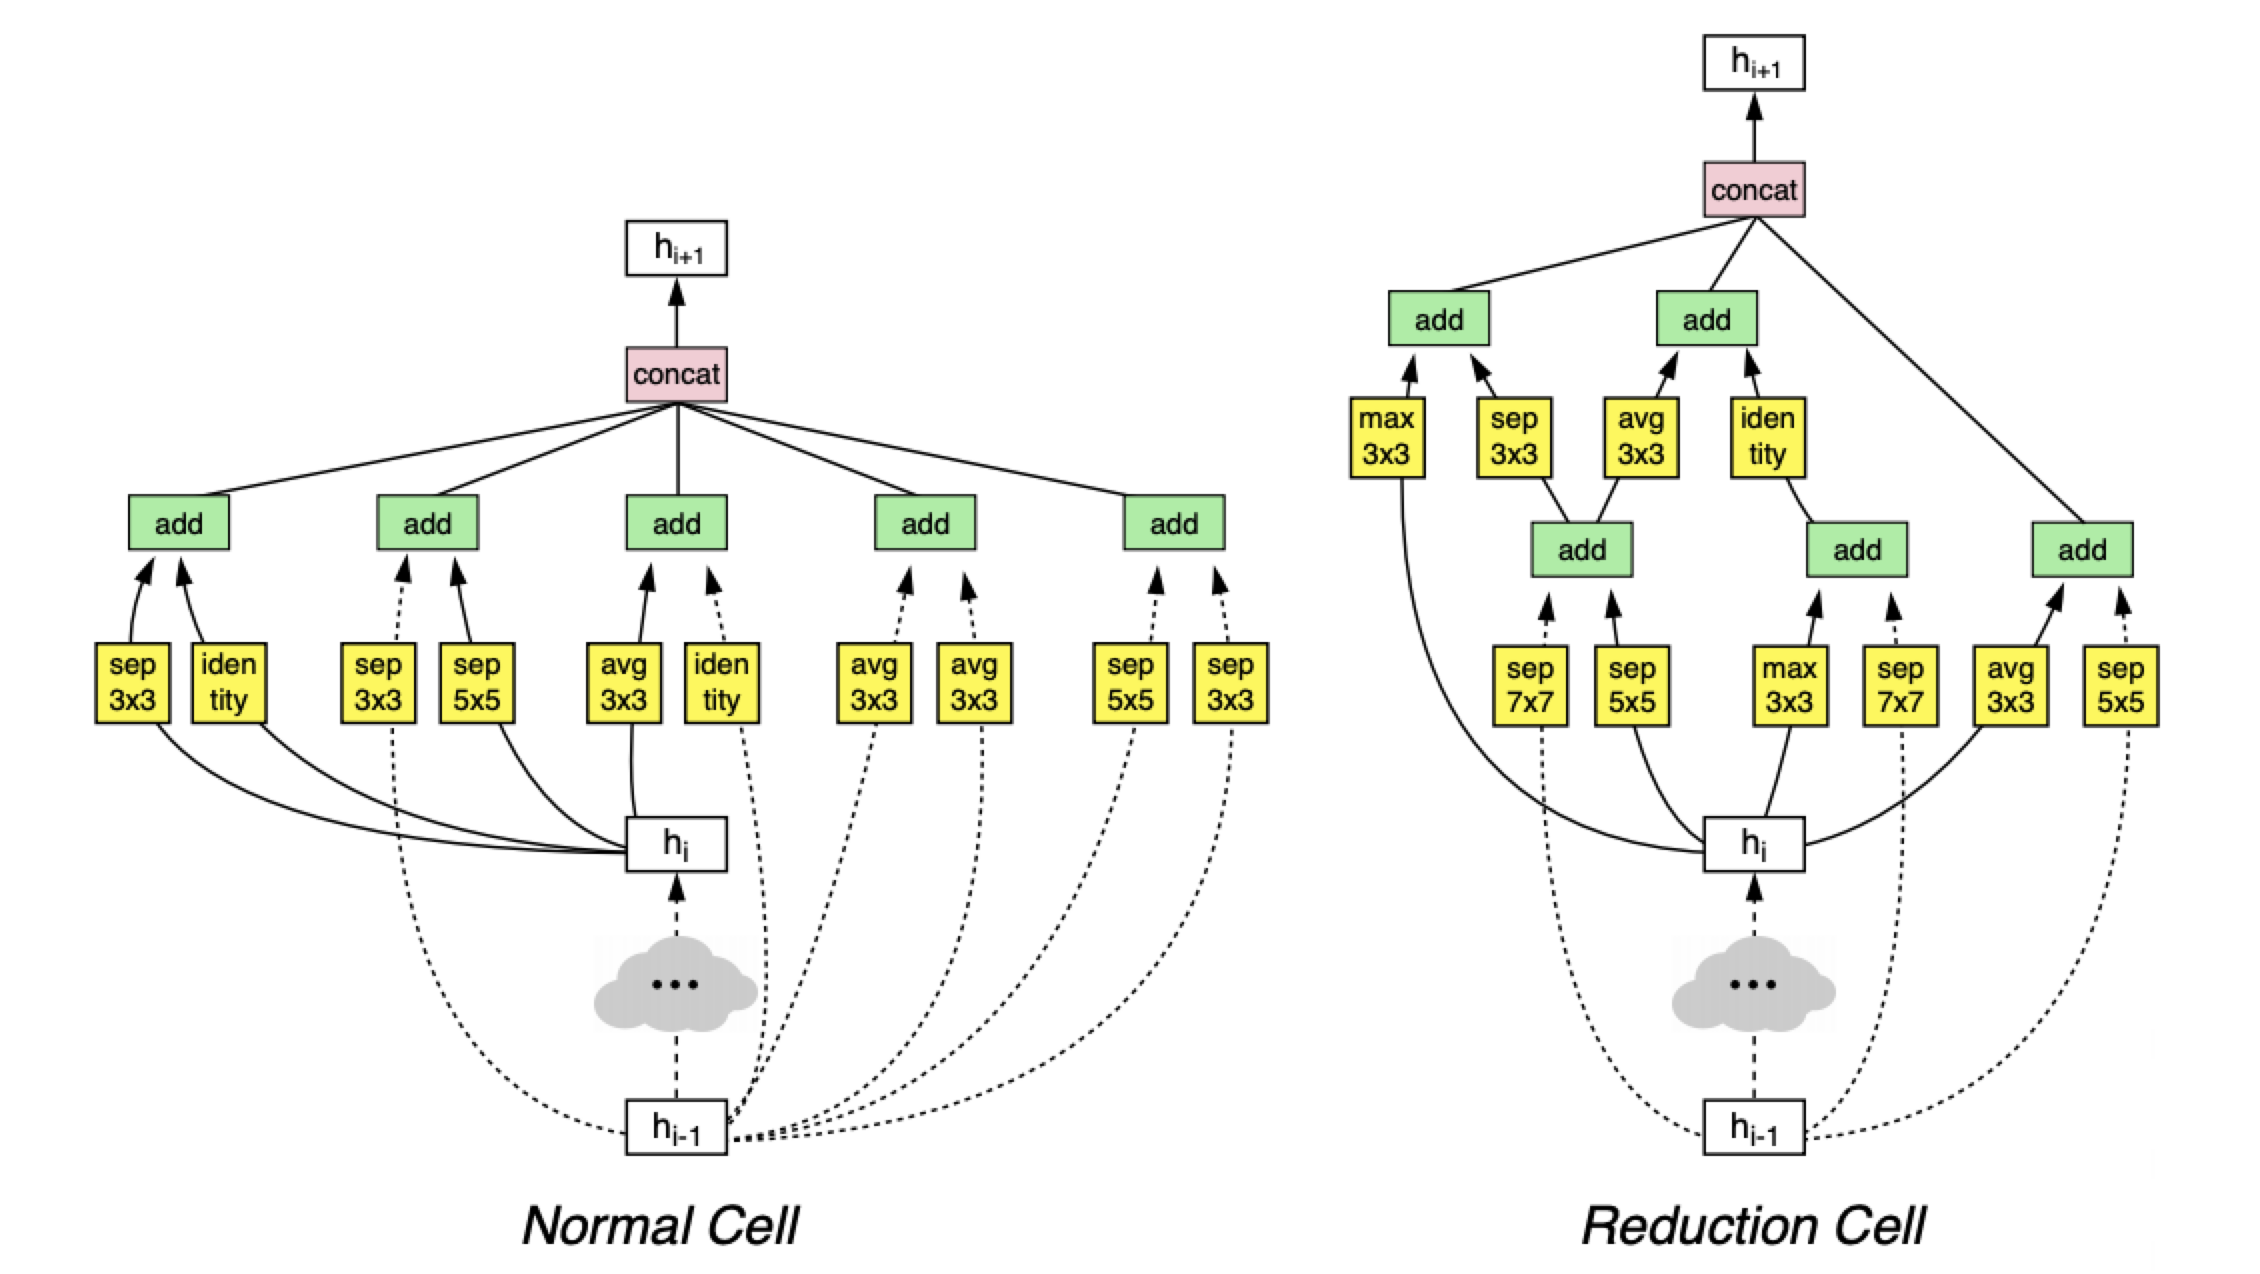 h_{i+1}
concat
add
add
add
add
add
sep 3x3
iden tity
sep 3x3
sep 5x5
avg 3x3
iden tity
avg 3x3
avg 3x3
sep 5x5
sep 3x3
h_i
...
h_{i-1}
Normal Cell
h_{i+1}
concat
add
add
max 3x3
sep 3x3
avg 3x3
iden tity
add
add
add
sep 7x7
sep 5x5
max 3x3
sep 7x7
avg 3x3
sep 5x5
h_i
...
h_{i-1}
Reduction Cell